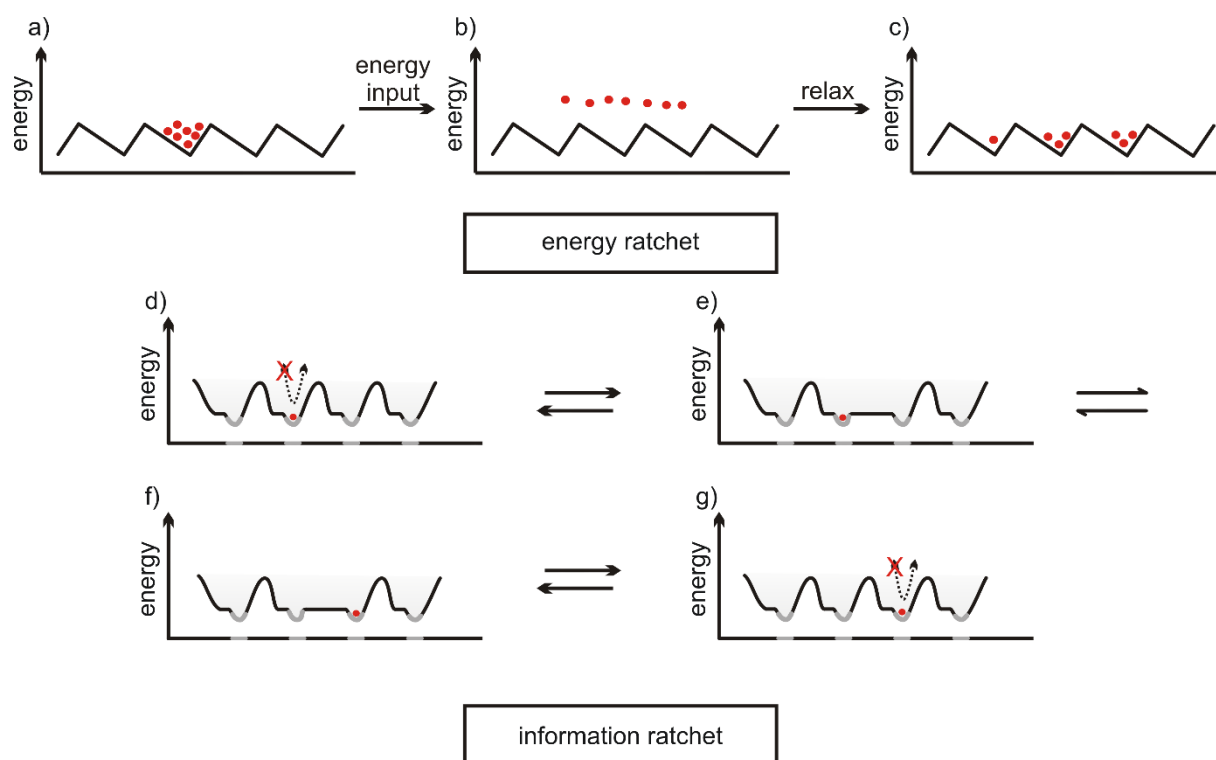 a)
b)
c)
energy
energy
input
energy
relax
energy
energy ratchet
d)
e)
energy
X
energy
f)
g)
energy
energy
X
information ratchet